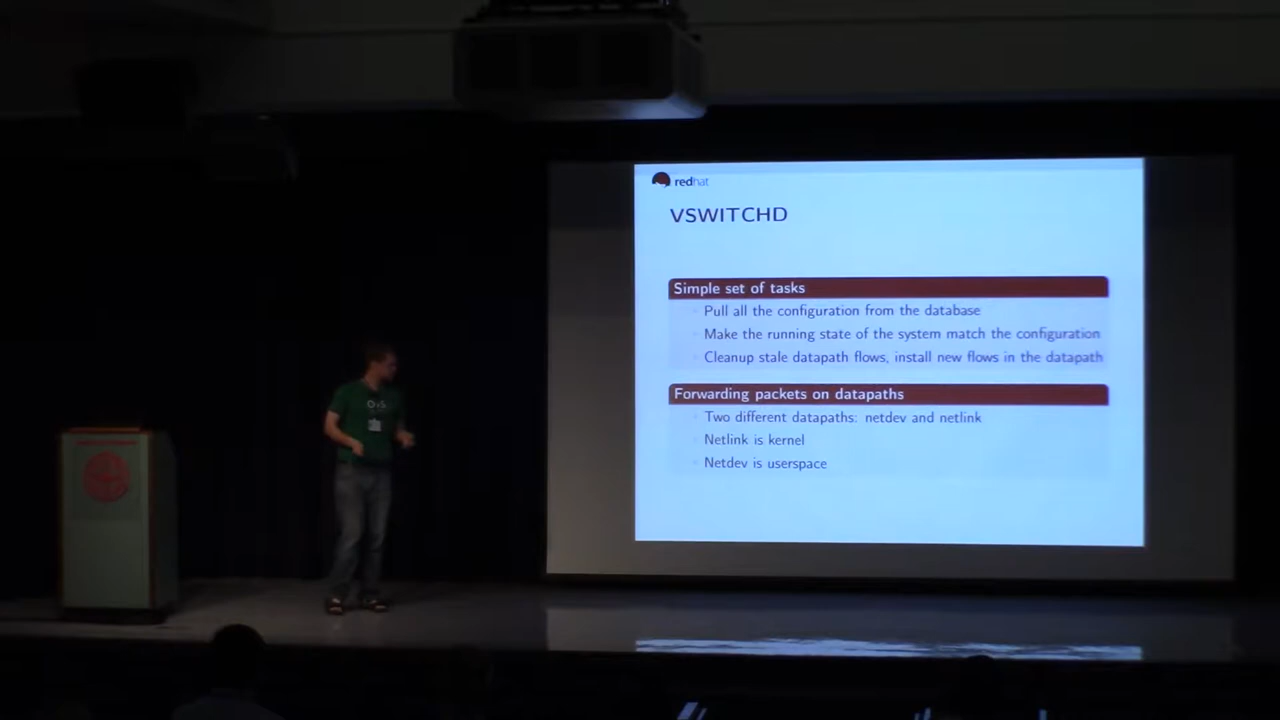 redhat
VSWITCHD
Simple set of tasks
Pull all the configuration from the database
Make the running state of the system match the configuration
Cleanup stale datapath flows, install new flows in the datapath
Forwarding packets on datapaths
Two different datapaths: netdev and netlink
Netlink is kernel
Netdev is userspace